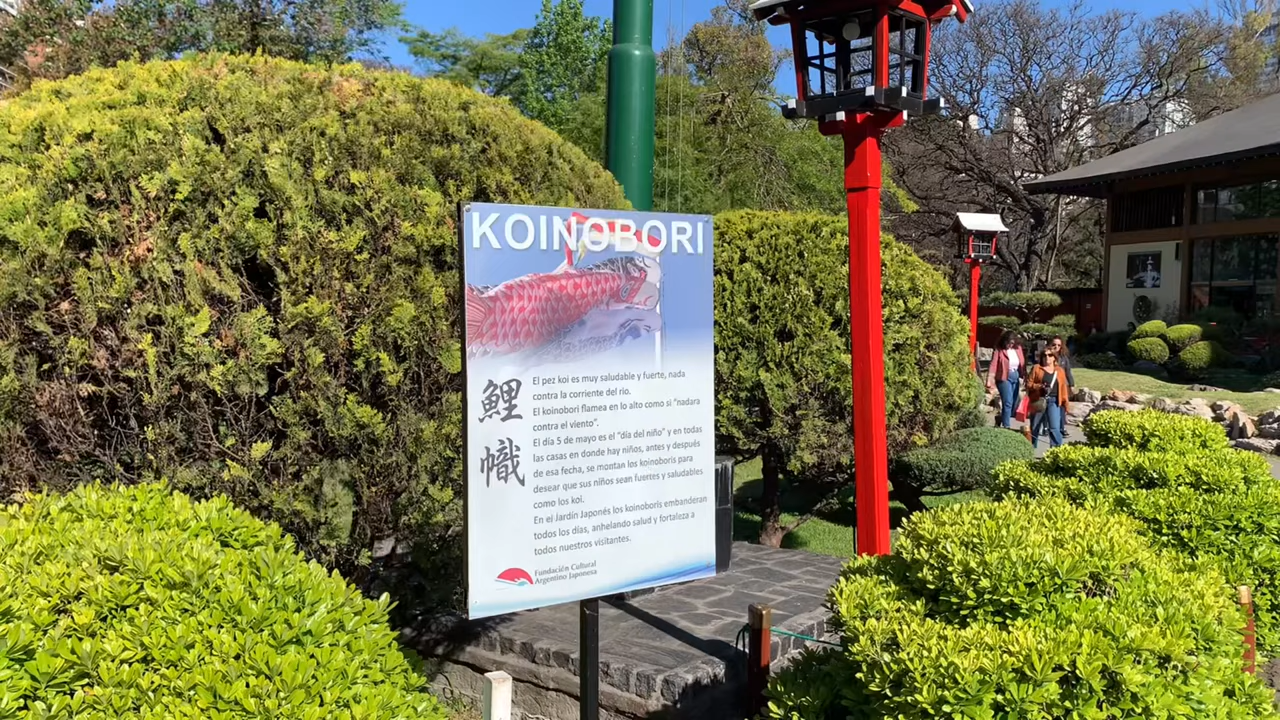 KOINOBORI
鯉
幟
El pez koi es muy saludable y fuerte, nada
contra la corriente del rio.
El koinobori flamea en lo alto como si "nadara
contra el viento".
El día 5 de mayo es el "día del niño" y en todas
las casas en donde hay niños, antes y después
de esa fecha, se montan los koinoboris para
desear que sus niños sean fuertes y saludables
como los koi.
En el Jardín Japonés los koinoboris embanderan
todos los días, anhelando salud y fortaleza a
todos nuestros visitantes.
Fundación Cultural
Argentino Japonesa